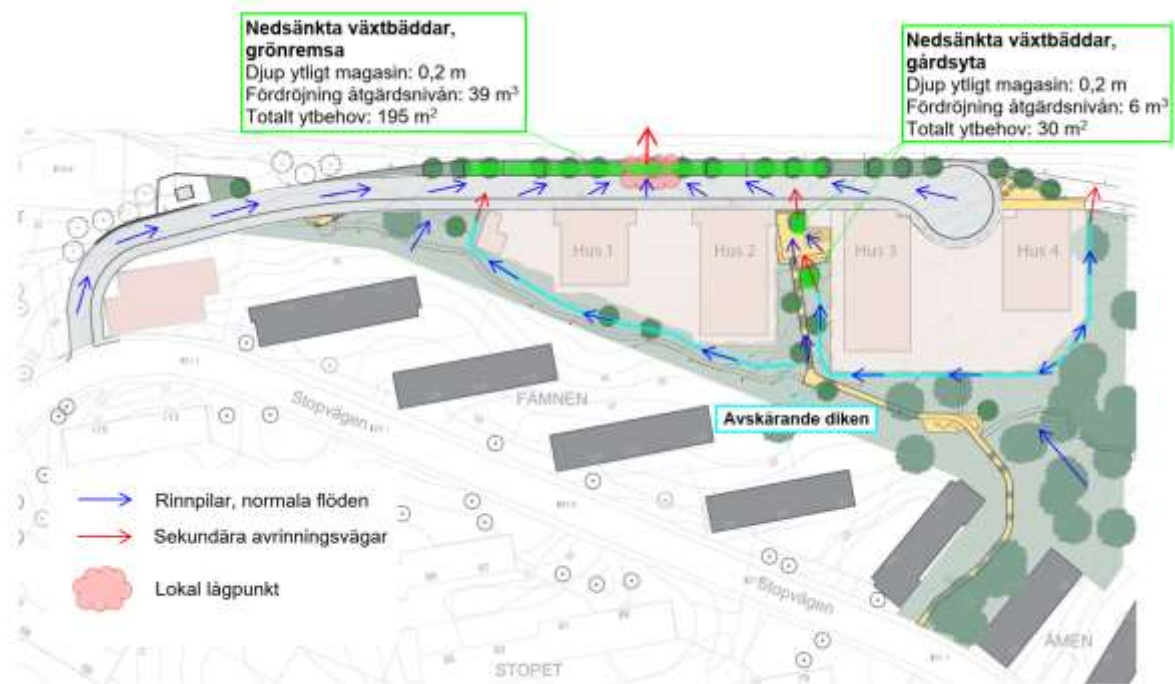 Nedsänkta växtbäddar,
grönremsa
Djup ytligt magasin: 0,2 m
Fördröjning åtgärdsnivån: 39 m³
Totalt ytbehov: 195 m²
Nedsänkta växtbäddar,
gårdsyta
Djup ytligt magasin: 0,2 m
Fördröjning åtgärdsnivån: 6 m³
Totalt ytbehov: 30 m²
Hus 1
Hus 2
Hus 3
Hus 4
Stopvägen
FÄMNEN
Avskärande diken
Rinnpilar, normala flöden
Sekundära avrinningsvägar
Lokal lågpunkt
Stopvägen
STOPET
ÅMEN